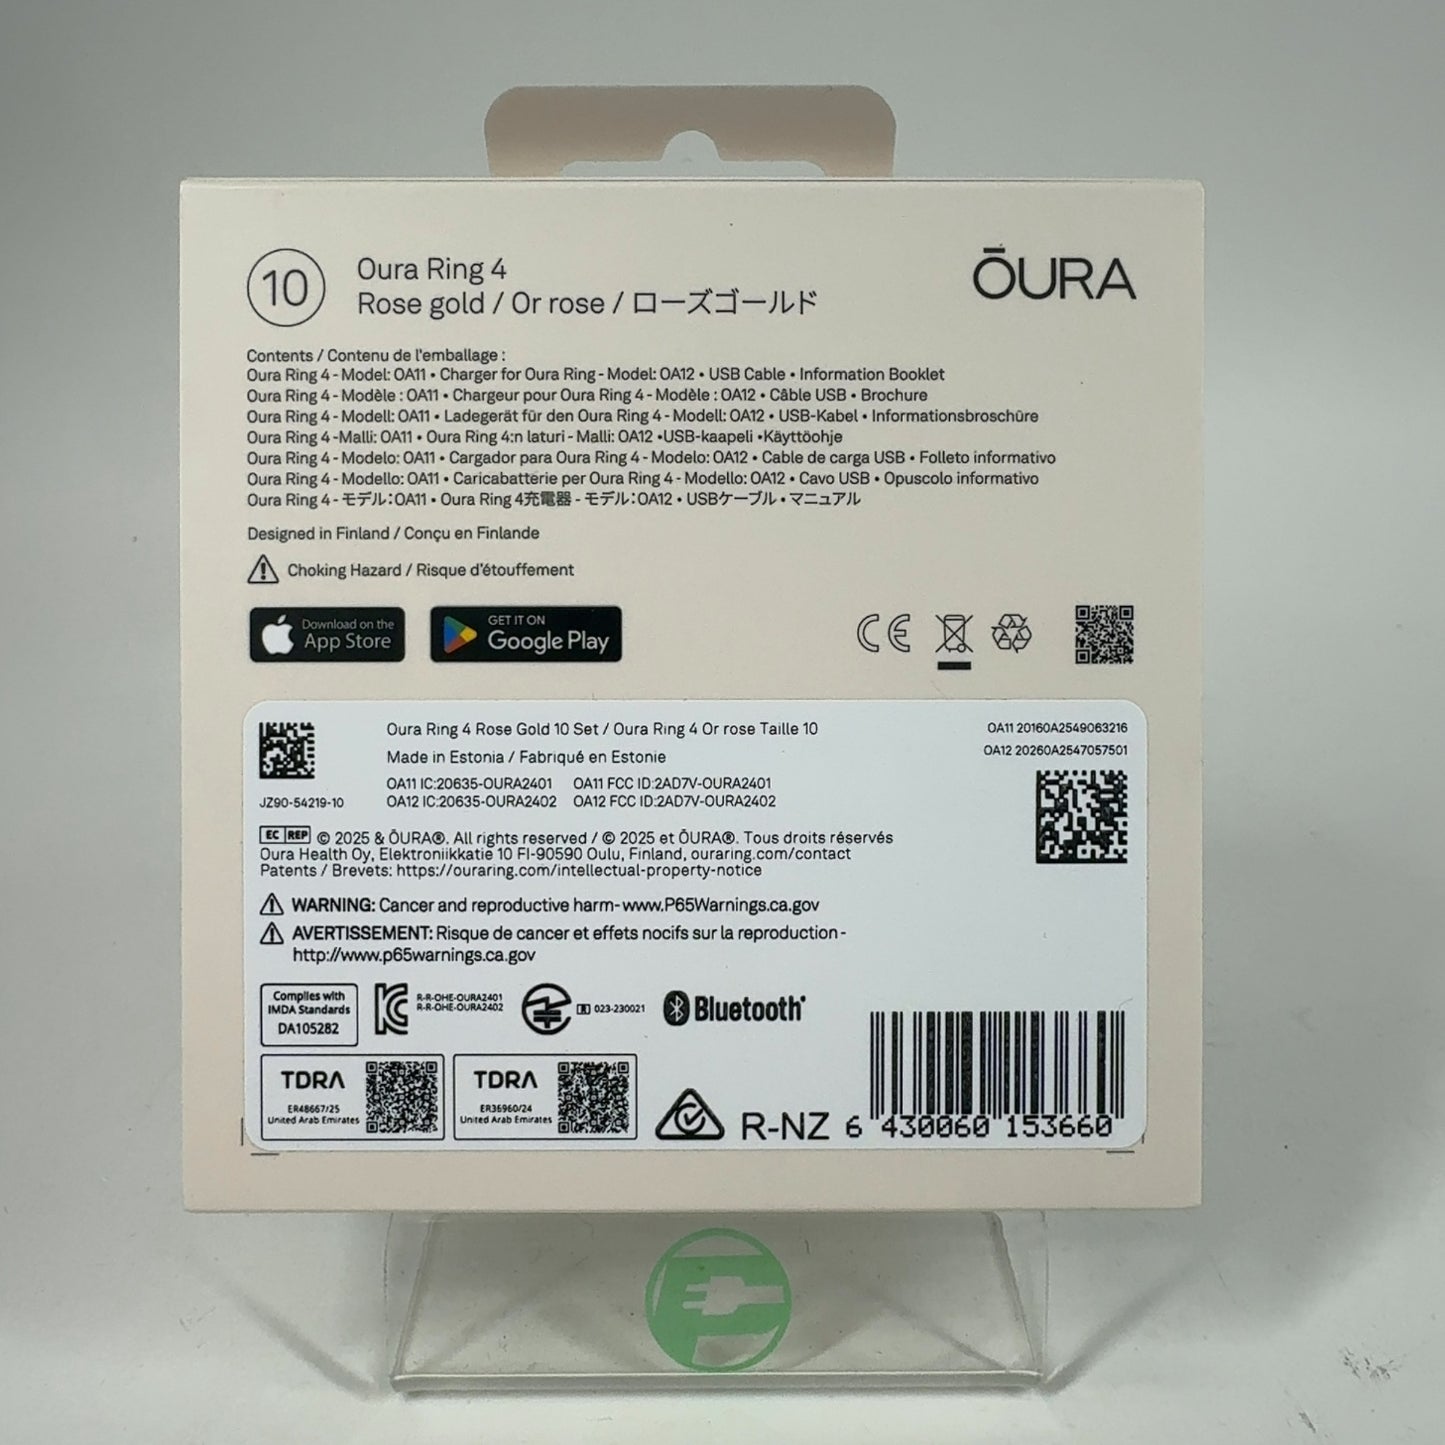 10
Oura Ring 4
Rose gold / Or rose / ローズゴールド
ŌURA
Contents / Contenu de l'emballage :
Oura Ring 4 - Model: OA11 • Charger for Oura Ring - Model: OA12 • USB Cable • Information Booklet
Oura Ring 4 - Modèle : OA11 • Chargeur pour Oura Ring 4 - Modèle : OA12 • Câble USB • Brochure
Oura Ring 4 - Modell: OA11 • Ladegerät für den Oura Ring 4 - Modell: OA12 • USB-Kabel • Informationsbroschüre
Oura Ring 4 -Malli: OA11 • Oura Ring 4:n laturi - Malli: OA12 •USB-kaapeli •Käyttöohje
Oura Ring 4 - Modelo: OA11 • Cargador para Oura Ring 4 - Modelo: OA12 • Cable de carga USB • Folleto informativo
Oura Ring 4 - Modello: OA11 • Caricabatterie per Oura Ring 4 - Modello: OA12 • Cavo USB • Opuscolo informativo
Oura Ring 4 - モデル:OA11 • Oura Ring 4充電器 - モデル:OA12 • USBケーブル • マニュアル
Designed in Finland / Conçu en Finlande
Choking Hazard / Risque d'étouffement
Download on the
App Store
GET IT ON
Google Play
CE
Oura Ring 4 Rose Gold 10 Set / Oura Ring 4 Or rose Taille 10
Made in Estonia / Fabriqué en Estonie
OA11 IC:20635-OURA2401 OA11 FCC ID:2AD7V-OURA2401
OA12 IC:20635-OURA2402 OA12 FCC ID:2AD7V-OURA2402
JZ90-54219-10
OA11 20160A2549063216
OA12 20260A2547057501
EC REP © 2025 & ŌURA®. All rights reserved / © 2025 et ŌURA®. Tous droits réservés
Oura Health Oy, Elektroniikkatie 10 FI-90590 Oulu, Finland, ouraring.com/contact
Patents / Brevets: https://ouraring.com/intellectual-property-notice
WARNING: Cancer and reproductive harm- www.P65Warnings.ca.gov
AVERTISSEMENT: Risque de cancer et effets nocifs sur la reproduction -
http://www.p65warnings.ca.gov
Complies with
IMDA Standards
DA105282
R-R-OHE-OURA2401
R-R-OHE-OURA2402
R 023-230021
Bluetooth®
TDRA
ER48667/25
United Arab Emirates
TDRA
ER36960/24
United Arab Emirates
R-NZ
6 430060 153660